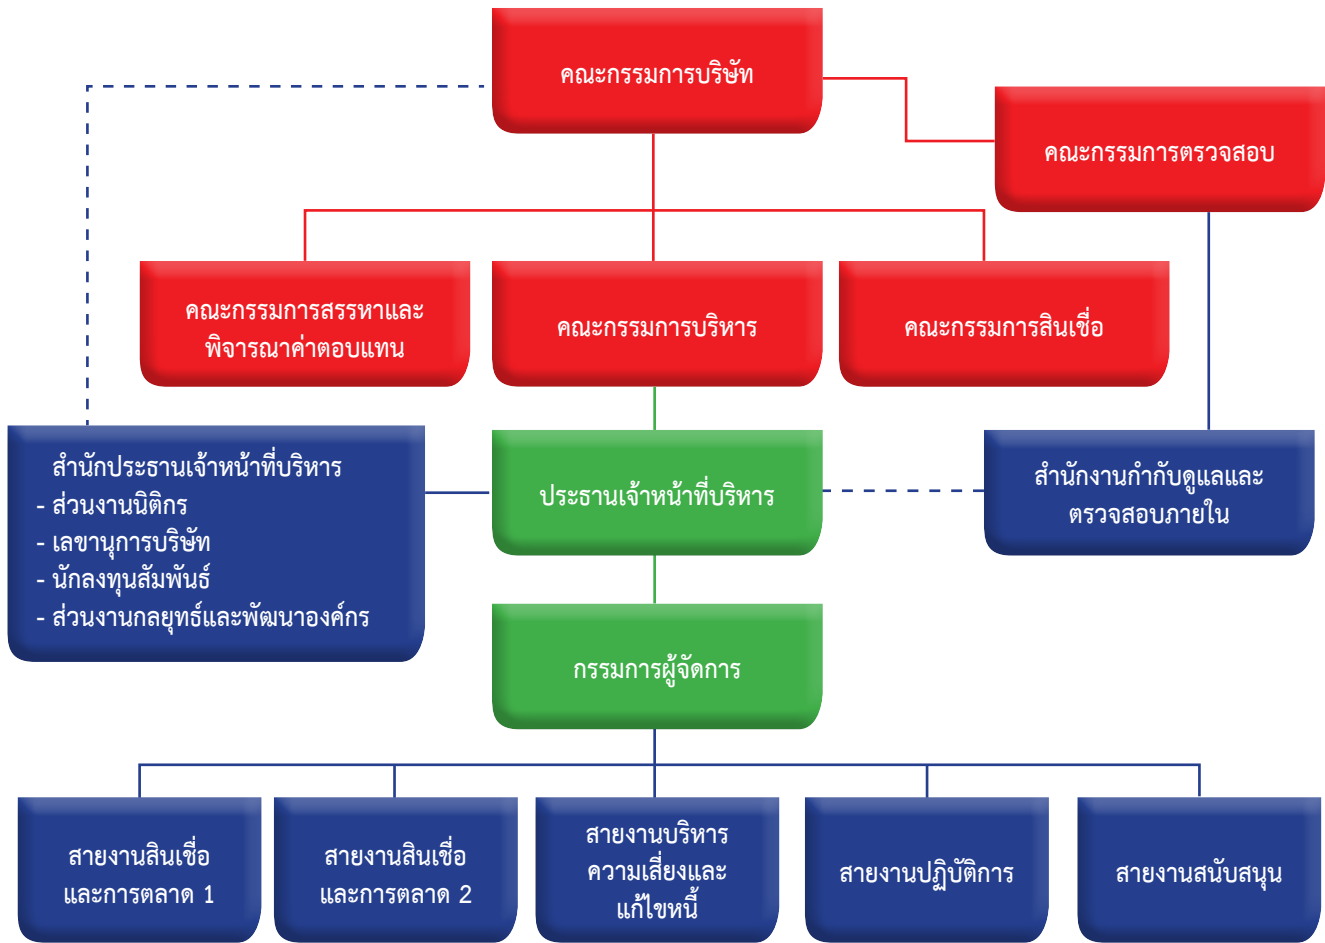 คณะกรรมการบริษัท
คณะกรรมการตรวจสอบ
คณะกรรมการสรรหาและ
พิจารณาค่าตอบแทน
คณะกรรมการบริหาร
คณะกรรมการสินเชื่อ
สำนักประธานเจ้าหน้าที่บริหาร
- ส่วนงานนิติกร
- เลขานุการบริษัท
- นักลงทุนสัมพันธ์
- ส่วนงานกลยุทธ์และพัฒนาองค์กร
ประธานเจ้าหน้าที่บริหาร
สำนักงานกำกับดูแลและ
ตรวจสอบภายใน
กรรมการผู้จัดการ
สายงานสินเชื่อ
และการตลาด 1
สายงานสินเชื่อ
และการตลาด 2
สายงานบริหาร
ความเสี่ยงและ
แก้ไขหนี้
สายงานปฏิบัติการ
สายงานสนับสนุน